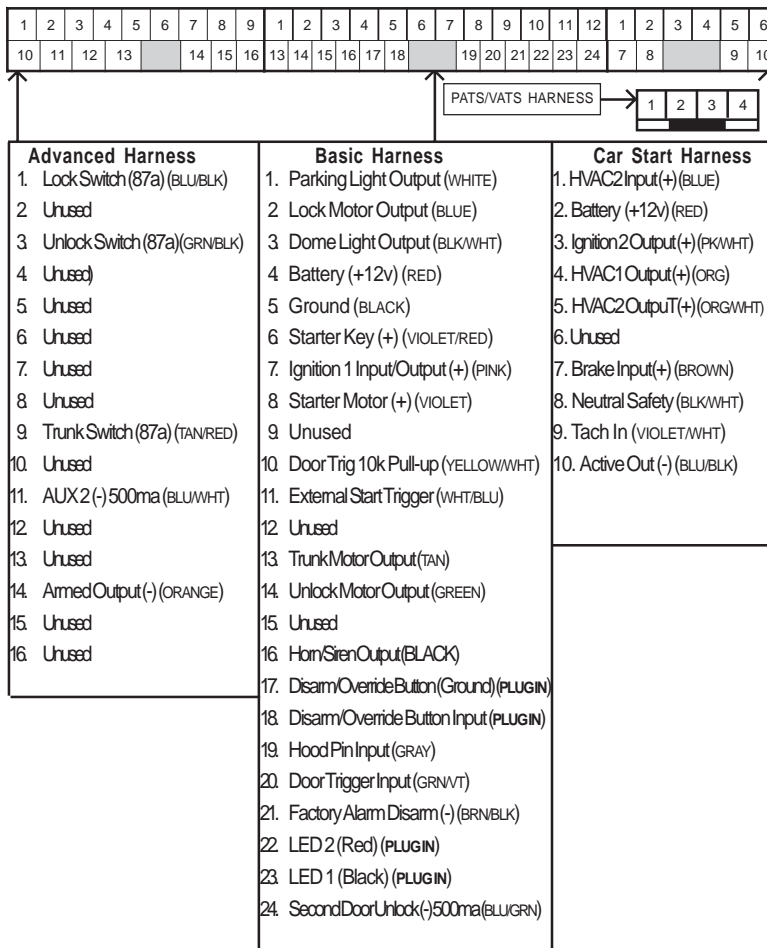 1 2 3 4 5 6 7 8 9 1 2 3 4 5 6 7 8 9 10 11 12 1 2 3 4 5 6
10 11 12 13 14 15 16 13 14 15 16 17 18 19 20 21 22 23 24 7 8 9 10
PATS/VATS HARNESS
1 2 3 4
Advanced Harness
1. Lock Switch (87a) (BLU/BLK)
2 Unused
3. Unlock Switch (87a) (GRN/BLK)
4. Unused)
5. Unused
6. Unused
7. Unused
8. Unused
9. Trunk Switch (87a) (TAN/RED)
10. Unused
11. AUX 2 (-) 500ma (BLU/WHT)
12. Unused
13. Unused
14. Armed Output (-) (ORANGE)
15. Unused
16. Unused
Basic Harness
1. Parking Light Output (WHITE)
2 Lock Motor Output (BLUE)
3. Dome Light Output (BLK/WHT)
4. Battery (+12v) (RED)
5. Ground (BLACK)
6. Starter Key (+) (VIOLET/RED)
7. Ignition 1 Input/Output (+) (PINK)
8. Starter Motor (+) (VIOLET)
9. Unused
10. Door Trig 10k Pull-up (YELLOW/WHT)
11. External Start Trigger (WHT/BLU)
12. Unused
13. Trunk Motor Output (TAN)
14. Unlock Motor Output (GREEN)
15. Unused
16. Horn/Siren Output (BLACK)
17. Disarm/Override Button (Ground) (PLUGIN)
18. Disarm/Override Button Input (PLUGIN)
19. Hood Pin Input (GRAY)
20. Door Trigger Input (GRN/VT)
21. Factory Alarm Disarm (-) (BRN/BLK)
22. LED 2 (Red) (PLUGIN)
23. LED 1 (Black) (PLUGIN)
24. Second Door Unlock (-) 500ma (BLU/GRN)
Car Start Harness
1. HVAC2 Input (+) (BLUE)
2. Battery (+12v) (RED)
3. Ignition 2 Output (+) (PK/WHT)
4. HVAC1 Output (+) (ORG)
5. HVAC2 OutpuT (+) (ORG/WHT)
6. Unused
7. Brake Input (+) (BROWN)
8. Neutral Safety (BLK/WHT)
9. Tach In (VIOLET/WHT)
10. Active Out (-) (BLU/BLK)